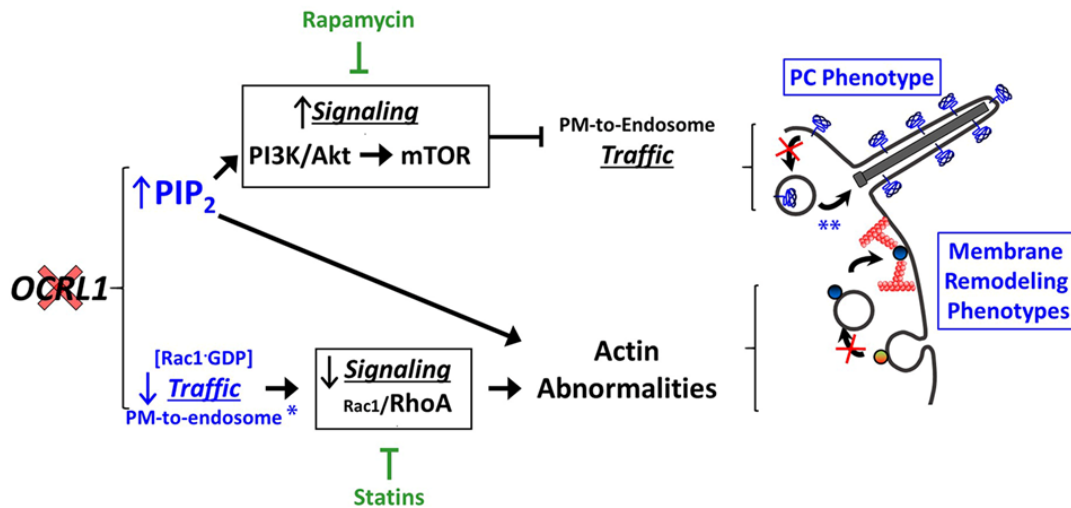 Rapamycin
↑Signaling
PI3K/Akt → mTOR
PM-to-Endosome
Traffic
PC Phenotype
**
↑PIP2
OCRL1
Membrane
Remodeling
Phenotypes
[Rac1·GDP]
↓ Traffic
PM-to-endosome *
↓ Signaling
Rac1/RhoA
Actin
Abnormalities
Statins